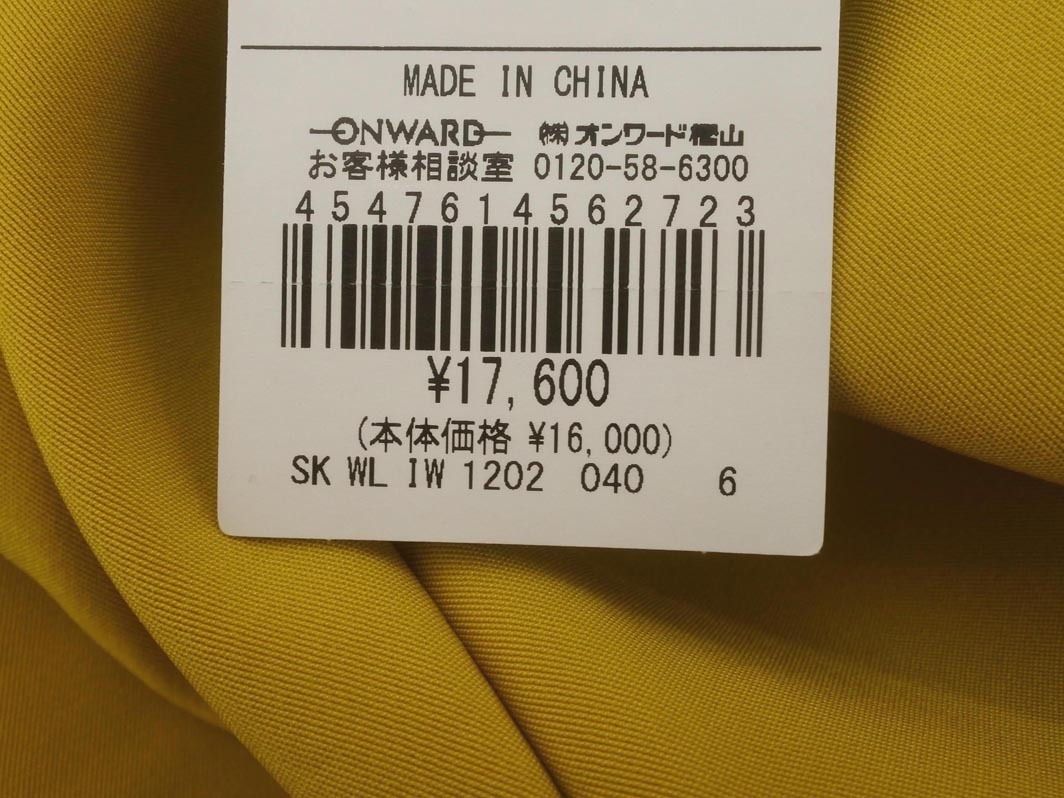 MADE IN CHINA
ONWARD ㈱オンワード樫山
お客様相談室 0120-58-6300
4547614562723
¥17,600
(本体価格 ¥16,000)
SK WL IW 1202 040 6